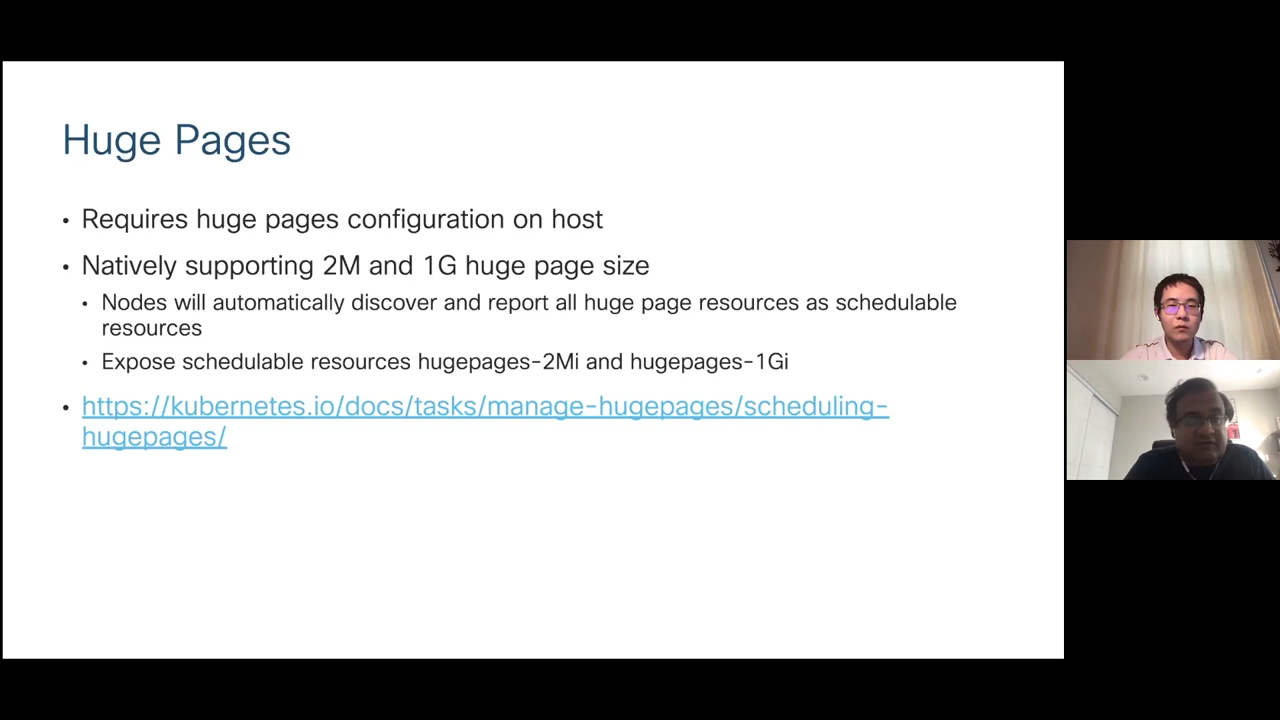 Huge Pages
• Requires huge pages configuration on host
• Natively supporting 2M and 1G huge page size
• Nodes will automatically discover and report all huge page resources as schedulable
resources
• Expose schedulable resources hugepages-2Mi and hugepages-1Gi
• https://kubernetes.io/docs/tasks/manage-hugepages/scheduling-
hugepages/